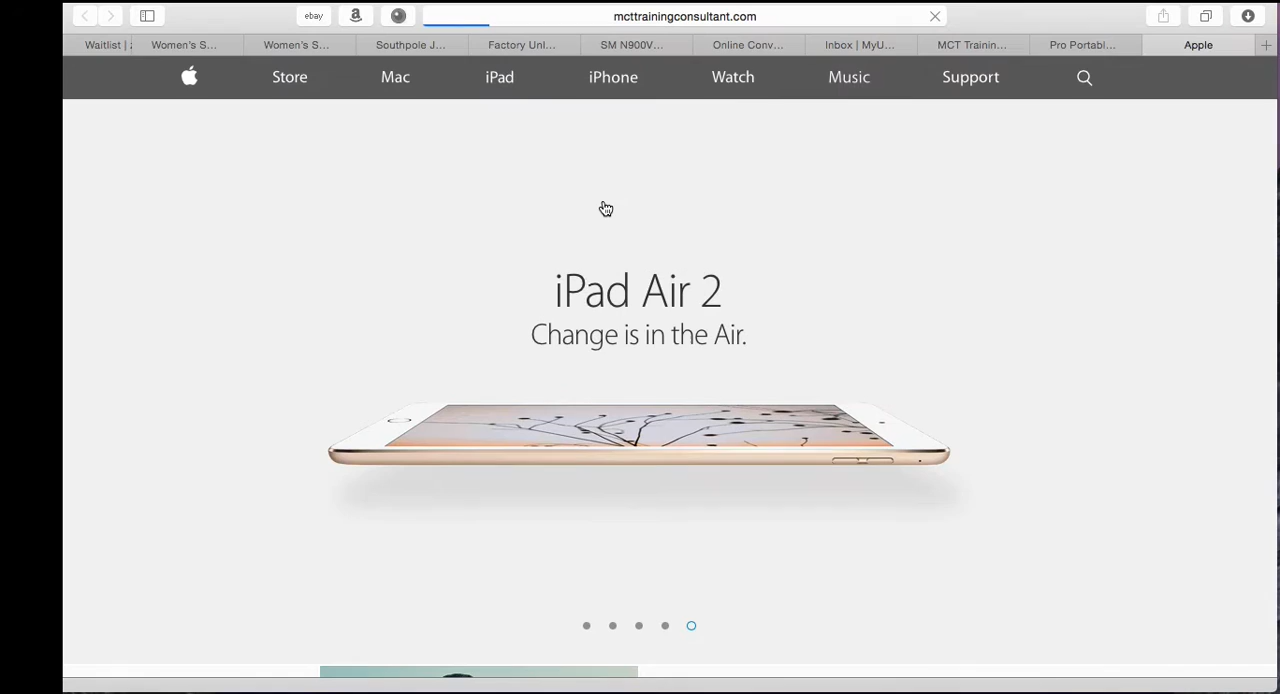 ebay
mcttrainingconsultant.com
Waitlist |
Women's S...
Women's S...
Southpole J...
Factory Unl...
SM N900V...
Online Conv...
Inbox | MyU...
MCT Trainin...
Pro Portabl...
Apple
Store
Mac
iPad
iPhone
Watch
Music
Support
iPad Air 2
Change is in the Air.